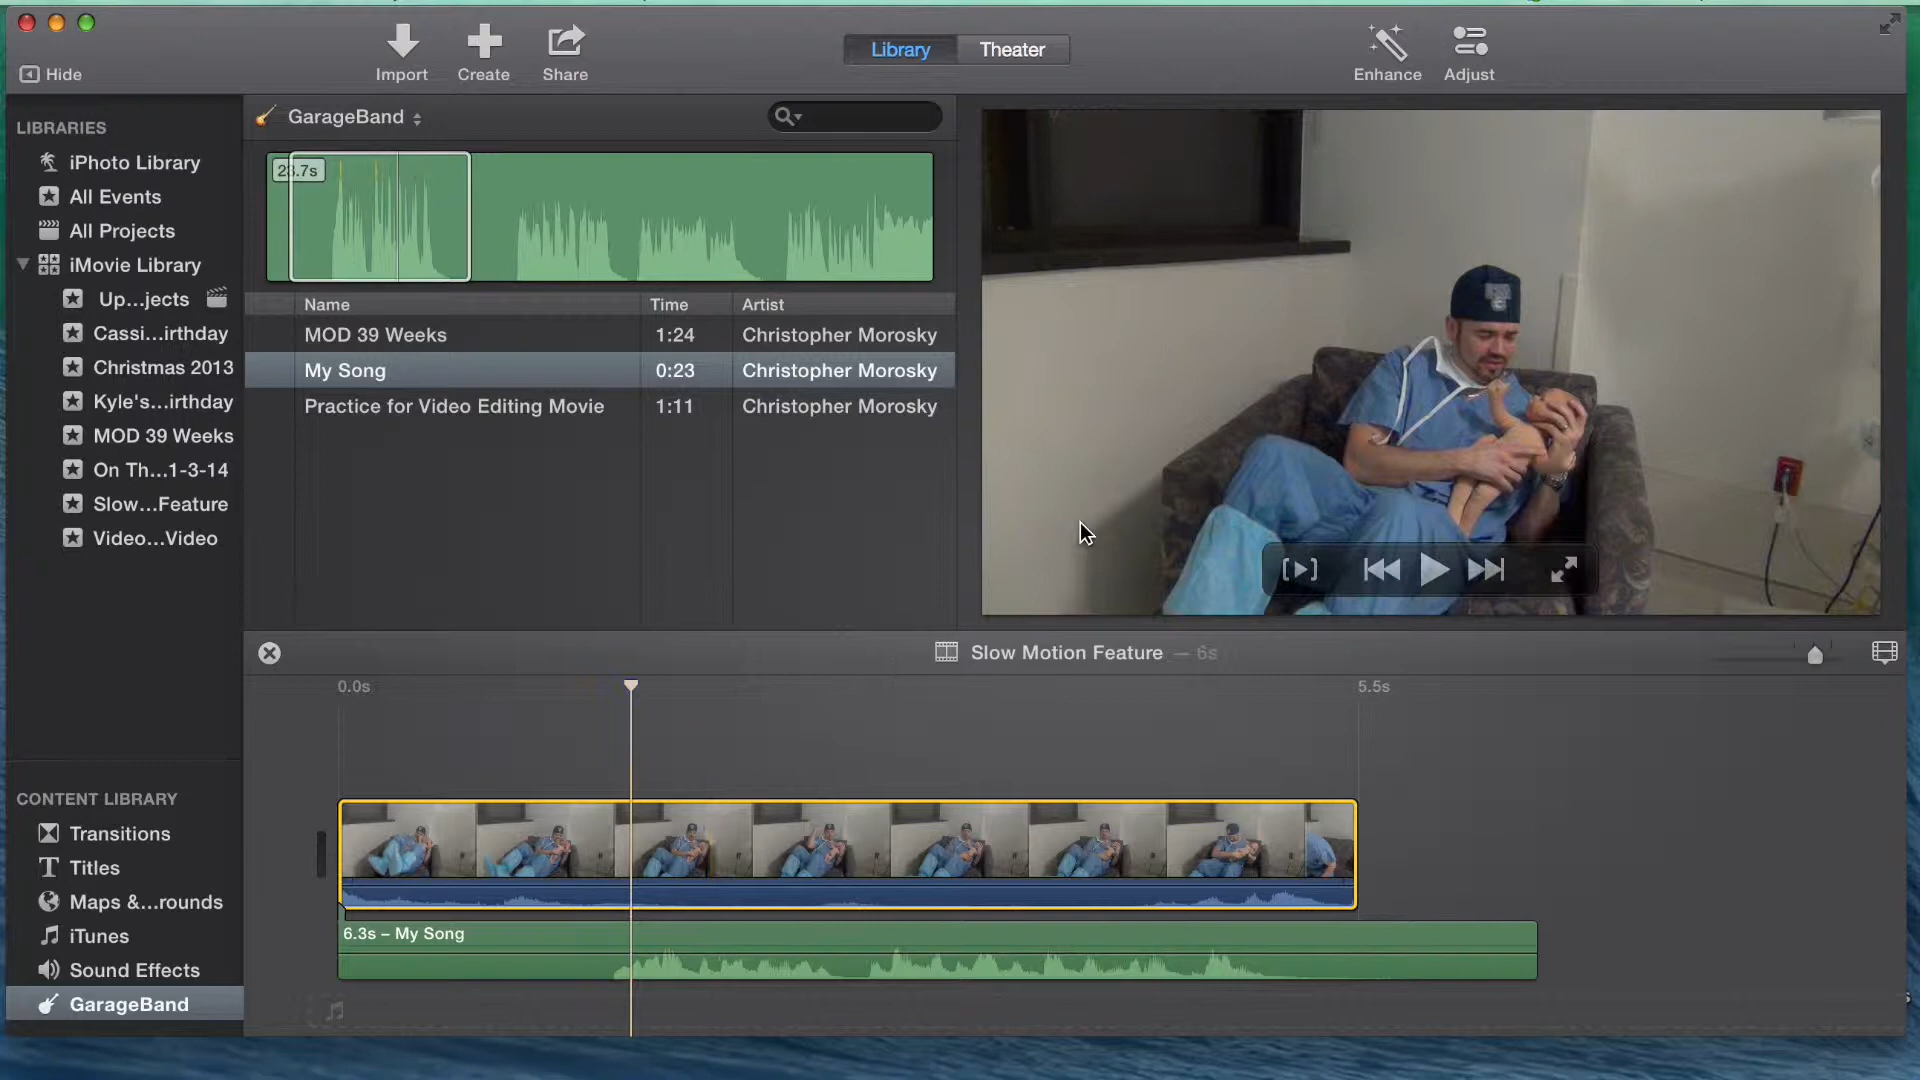 Hide
Import
Create
Share
Library
Theater
Enhance
Adjust
LIBRARIES
iPhoto Library
All Events
All Projects
iMovie Library
Up...jects
Cassi...irthday
Christmas 2013
Kyle's...irthday
MOD 39 Weeks
On Th...1-3-14
Slow...Feature
Video...Video
CONTENT LIBRARY
Transitions
Titles
Maps &...rounds
iTunes
Sound Effects
GarageBand
GarageBand
23.7s
Name Time Artist
MOD 39 Weeks 1:24 Christopher Morosky
My Song 0:23 Christopher Morosky
Practice for Video Editing Movie 1:11 Christopher Morosky
Slow Motion Feature — 6s
0.0s 5.5s
6.3s – My Song